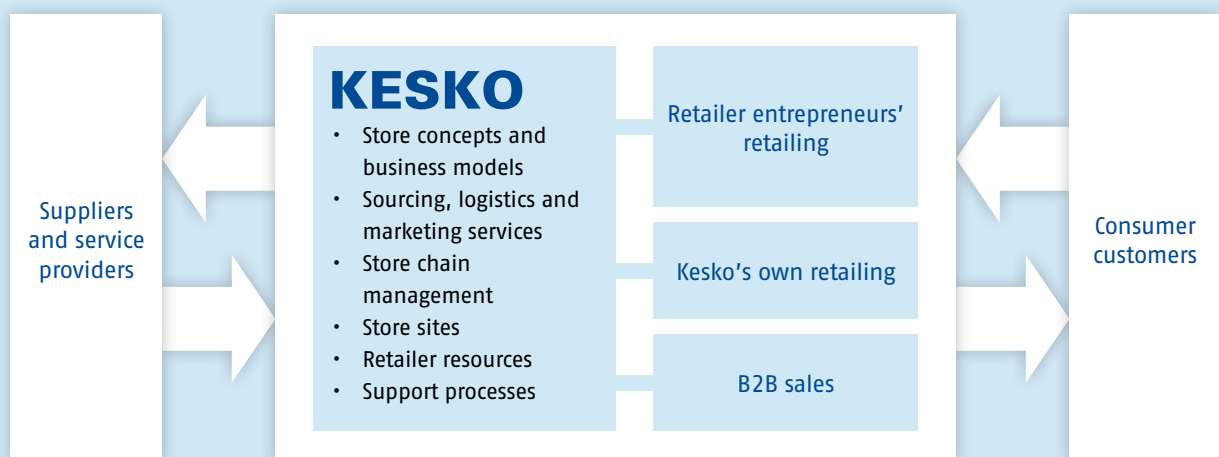 Suppliers
and service
providers
KESKO
• Store concepts and
business models
• Sourcing, logistics and
marketing services
• Store chain
management
• Store sites
• Retailer resources
• Support processes
Retailer entrepreneurs’
retailing
Kesko’s own retailing
B2B sales
Consumer
customers